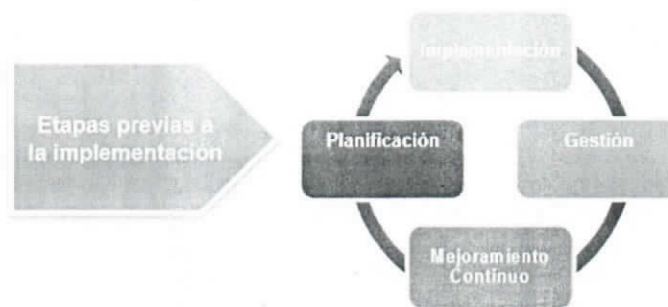 Etapas previas a
la implementación
Implementación
Planificación
Gestión
Mejoramiento
Continuo